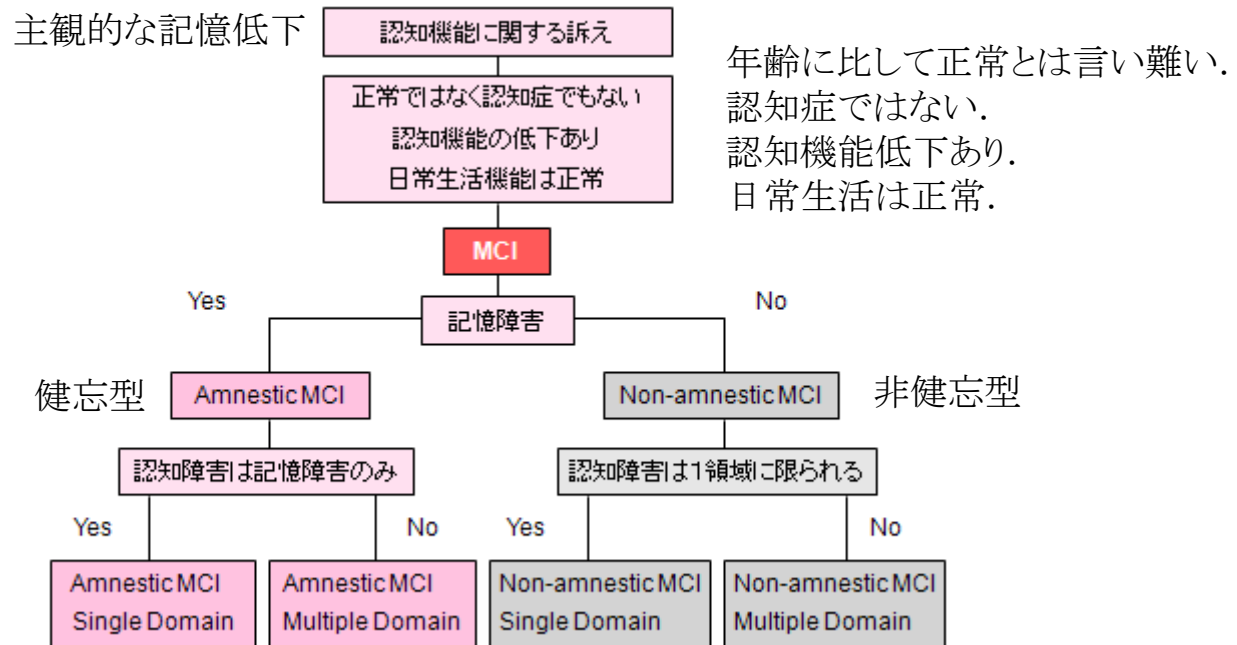 主観的な記憶低下
認知機能に関する訴え
正常ではなく認知症でもない
認知機能の低下あり
日常生活機能は正常
年齢に比して正常とは言い難い.
認知症ではない.
認知機能低下あり.
日常生活は正常.
MCI
Yes
No
記憶障害
健忘型
Amnestic MCI
Non-amnestic MCI
非健忘型
認知障害は記憶障害のみ
認知障害は1領域に限られる
Yes
No
Yes
No
Amnestic MCI
Single Domain
Amnestic MCI
Multiple Domain
Non-amnestic MCI
Single Domain
Non-amnestic MCI
Multiple Domain